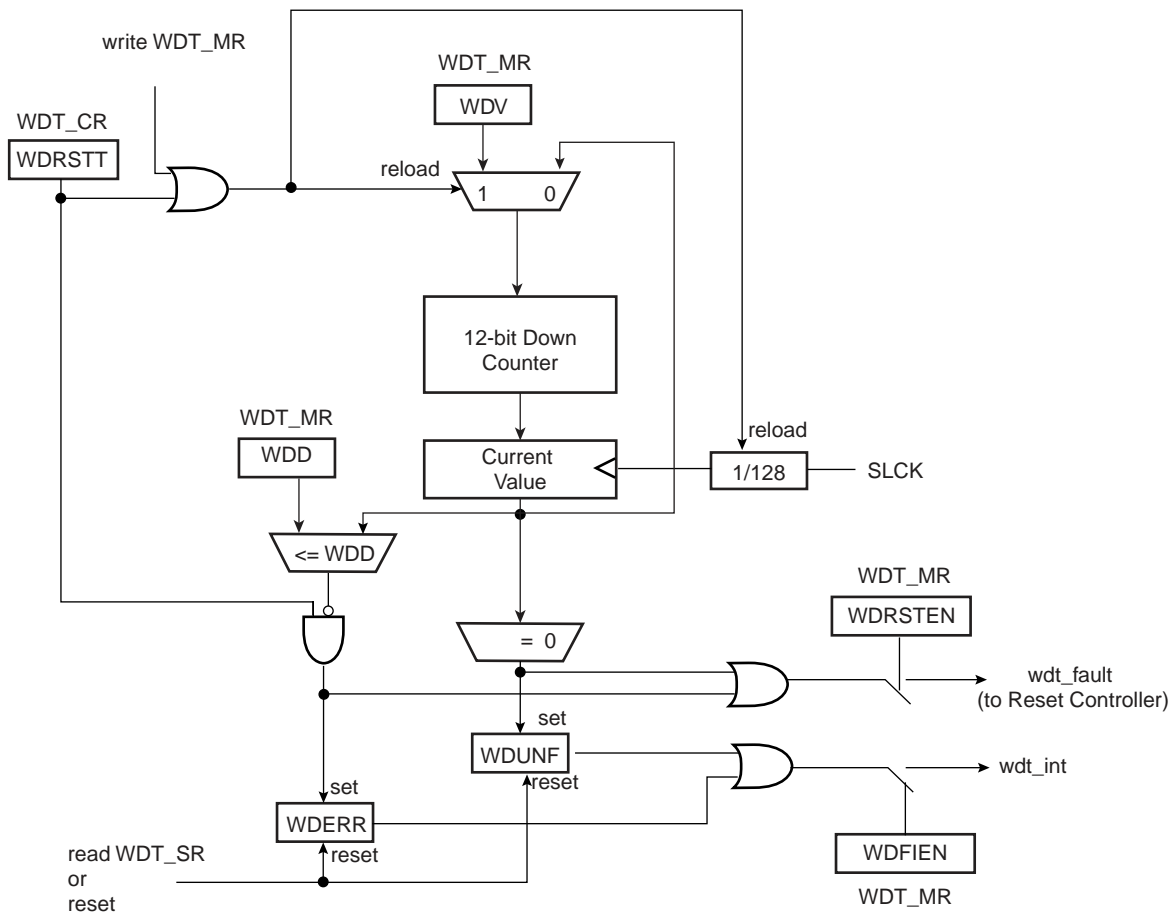 write WDT_MR
WDT_MR
WDV
WDT_CR
WDRSTT
reload
1 0
12-bit Down
Counter
WDT_MR
WDD
reload
Current
Value
1/128
SLCK
<= WDD
WDT_MR
WDRSTEN
= 0
wdt_fault
(to Reset Controller)
set
WDUNF
reset
wdt_int
set
WDERR
reset
read WDT_SR
or
reset
WDFIEN
WDT_MR